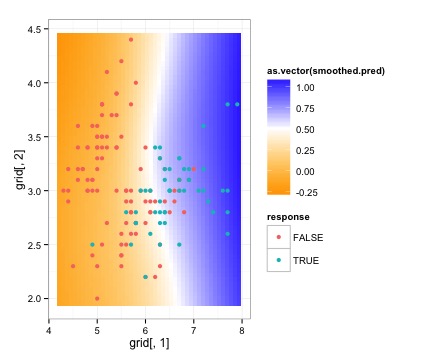 4.5
4.0
3.5
3.0
2.5
2.0
grid[, 2]
4
5
6
7
8
grid[, 1]
as.vector(smoothed.pred)
1.00
0.75
0.50
0.25
0.00
-0.25
response
FALSE
TRUE